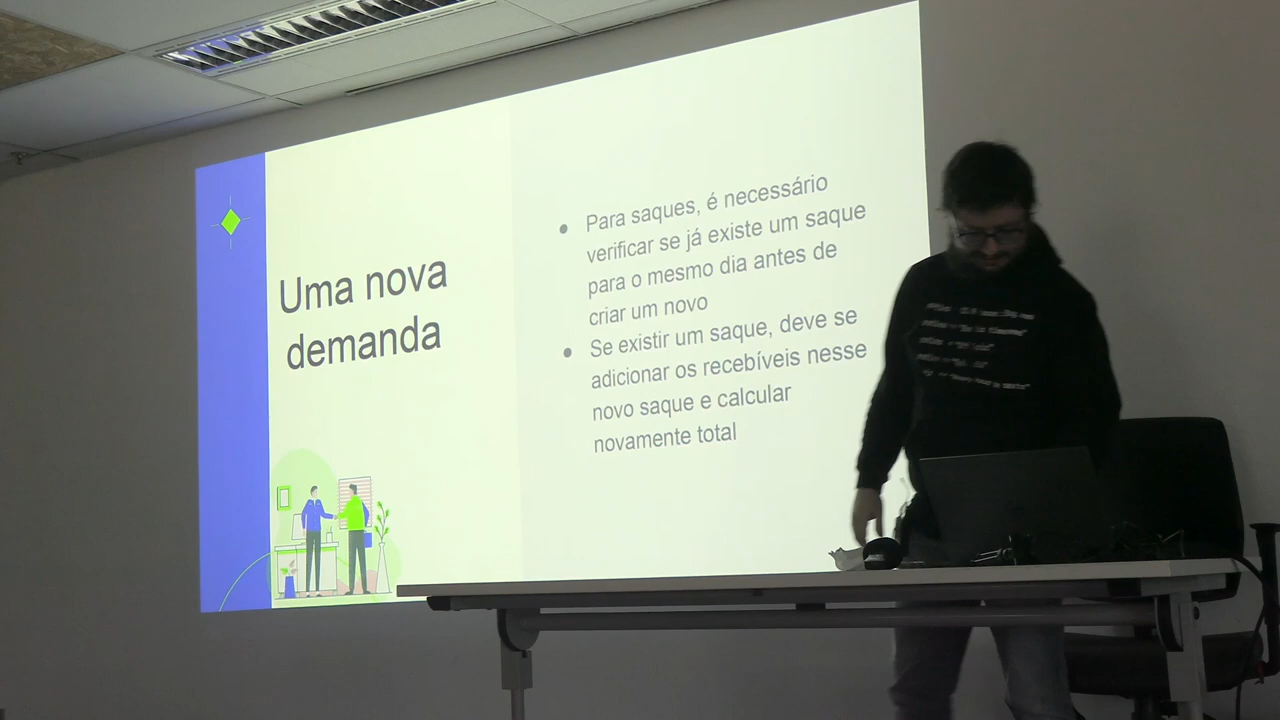 Uma nova
demanda
Para saques, é necessário
verificar se já existe um saque
para o mesmo dia antes de
criar um novo
Se existir um saque, deve se
adicionar os recebíveis nesse
novo saque e calcular
novamente total